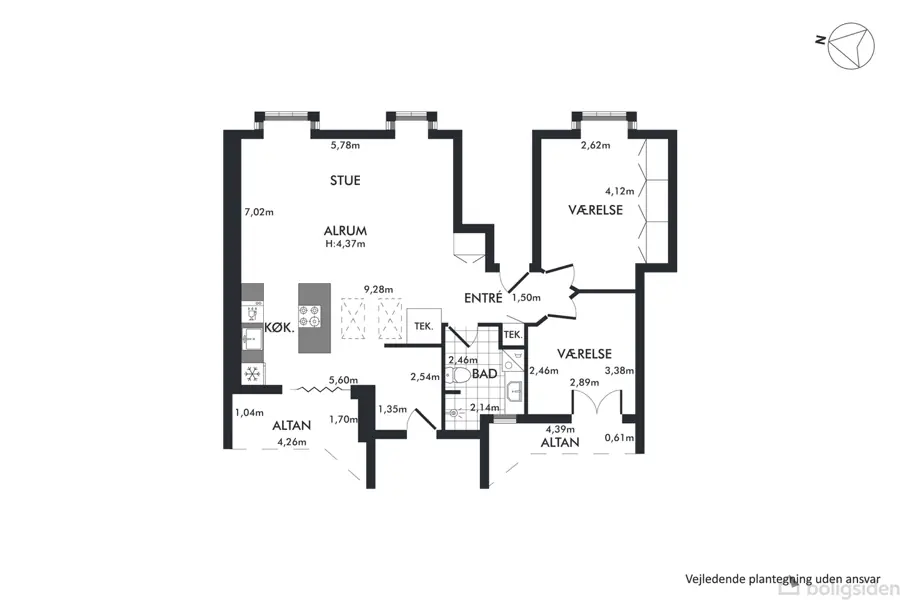 N
5,78m
2,62m
STUE
4,12m
7,02m
VÆRELSE
ALRUM
H:4,37m
9,28m
ENTRÉ
1,50m
KØK.
TEK.
TEK.
VÆRELSE
2,46m
2,46m
3,38m
BAD
2,54m
2,89m
5,60m
1,04m
1,70m
1,35m
2,14m
ALTAN
4,26m
4,39m
ALTAN
0,61m
Vejledende plantegning uden ansvar
boligsiden